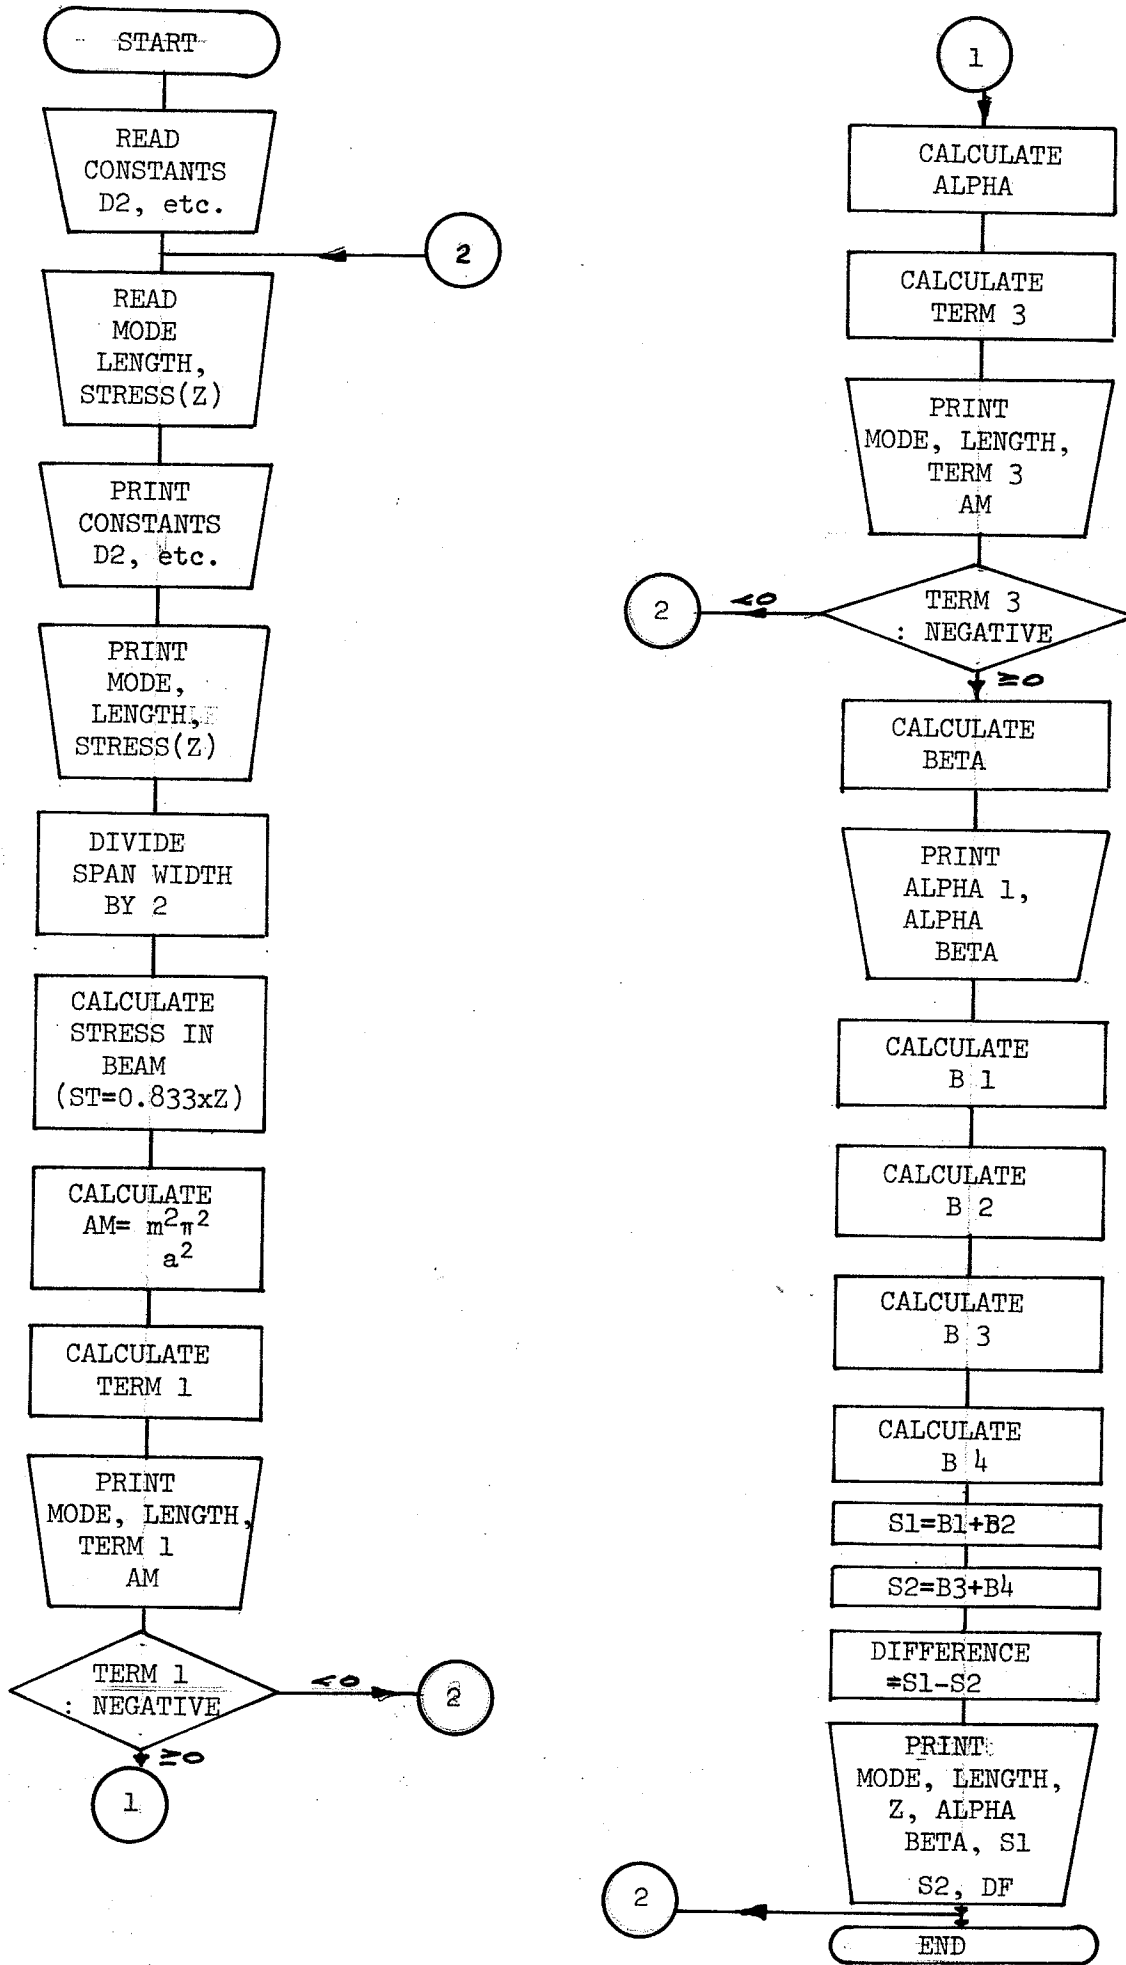 START
READ
CONSTANTS
D2, etc.
2
READ
MODE
LENGTH,
STRESS(Z)
PRINT
CONSTANTS
D2, etc.
PRINT
MODE,
LENGTH,
STRESS(Z)
DIVIDE
SPAN WIDTH
BY 2
CALCULATE
STRESS IN
BEAM
(ST=0.833xZ)
CALCULATE
AM= m²π²
a²
CALCULATE
TERM 1
PRINT
MODE, LENGTH,
TERM 1
AM
TERM 1
: NEGATIVE
<0
2
≥0
1
1
CALCULATE
ALPHA
CALCULATE
TERM 3
PRINT
MODE, LENGTH,
TERM 3
AM
TERM 3
: NEGATIVE
<0
2
≥0
CALCULATE
BETA
PRINT
ALPHA 1,
ALPHA
BETA
CALCULATE
B 1
CALCULATE
B 2
CALCULATE
B 3
CALCULATE
B 4
S1=B1+B2
S2=B3+B4
DIFFERENCE
=S1-S2
PRINT
MODE, LENGTH,
Z, ALPHA
BETA, S1
S2, DF
2
END